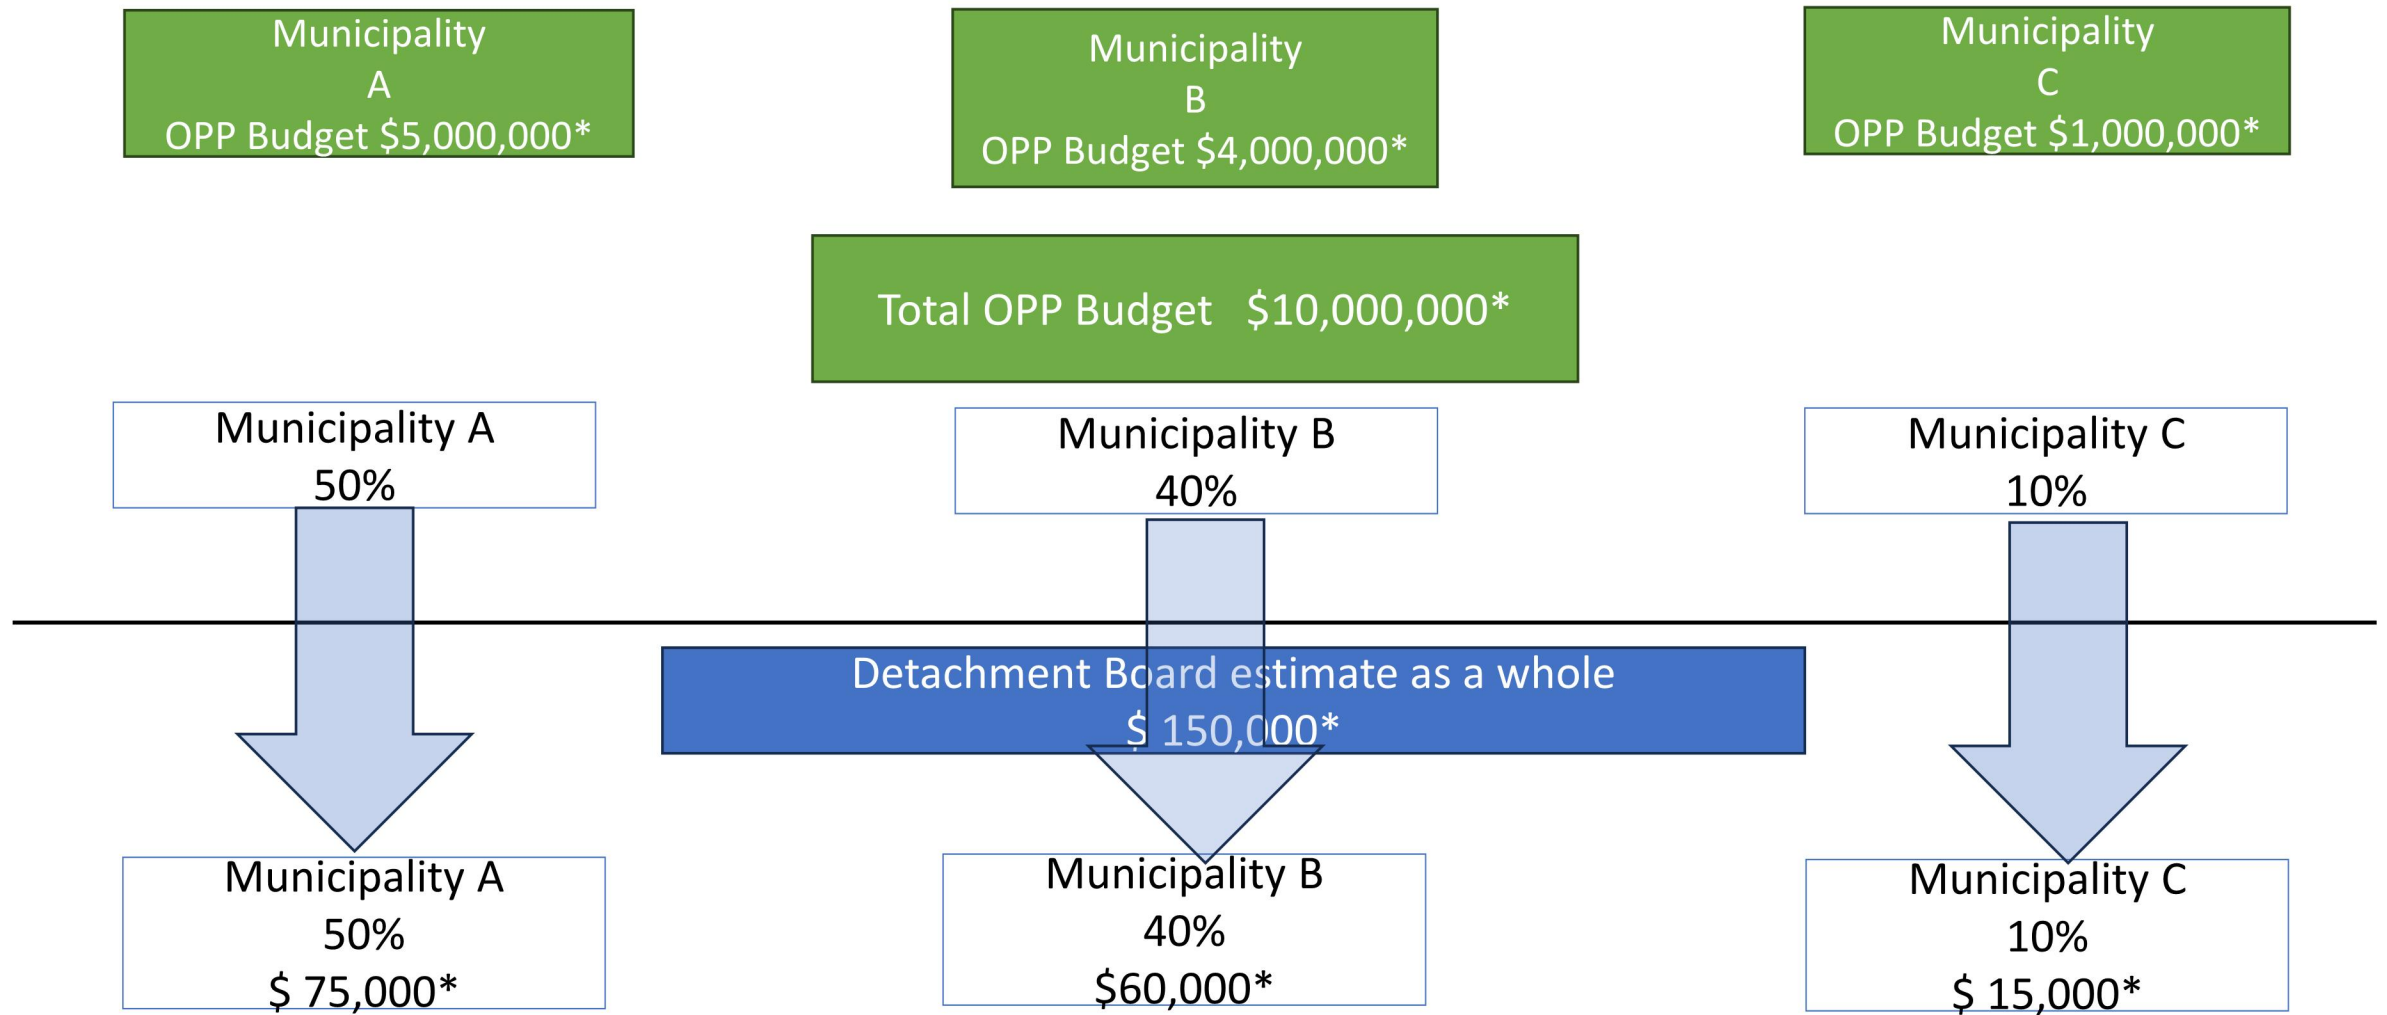 Municipality
A
OPP Budget $5,000,000*
Municipality
B
OPP Budget $4,000,000*
Municipality
C
OPP Budget $1,000,000*
Total OPP Budget   $10,000,000*
Municipality A
50%
Municipality B
40%
Municipality C
10%
Detachment Board estimate as a whole
$ 150,000*
Municipality A
50%
$ 75,000*
Municipality B
40%
$60,000*
Municipality C
10%
$ 15,000*